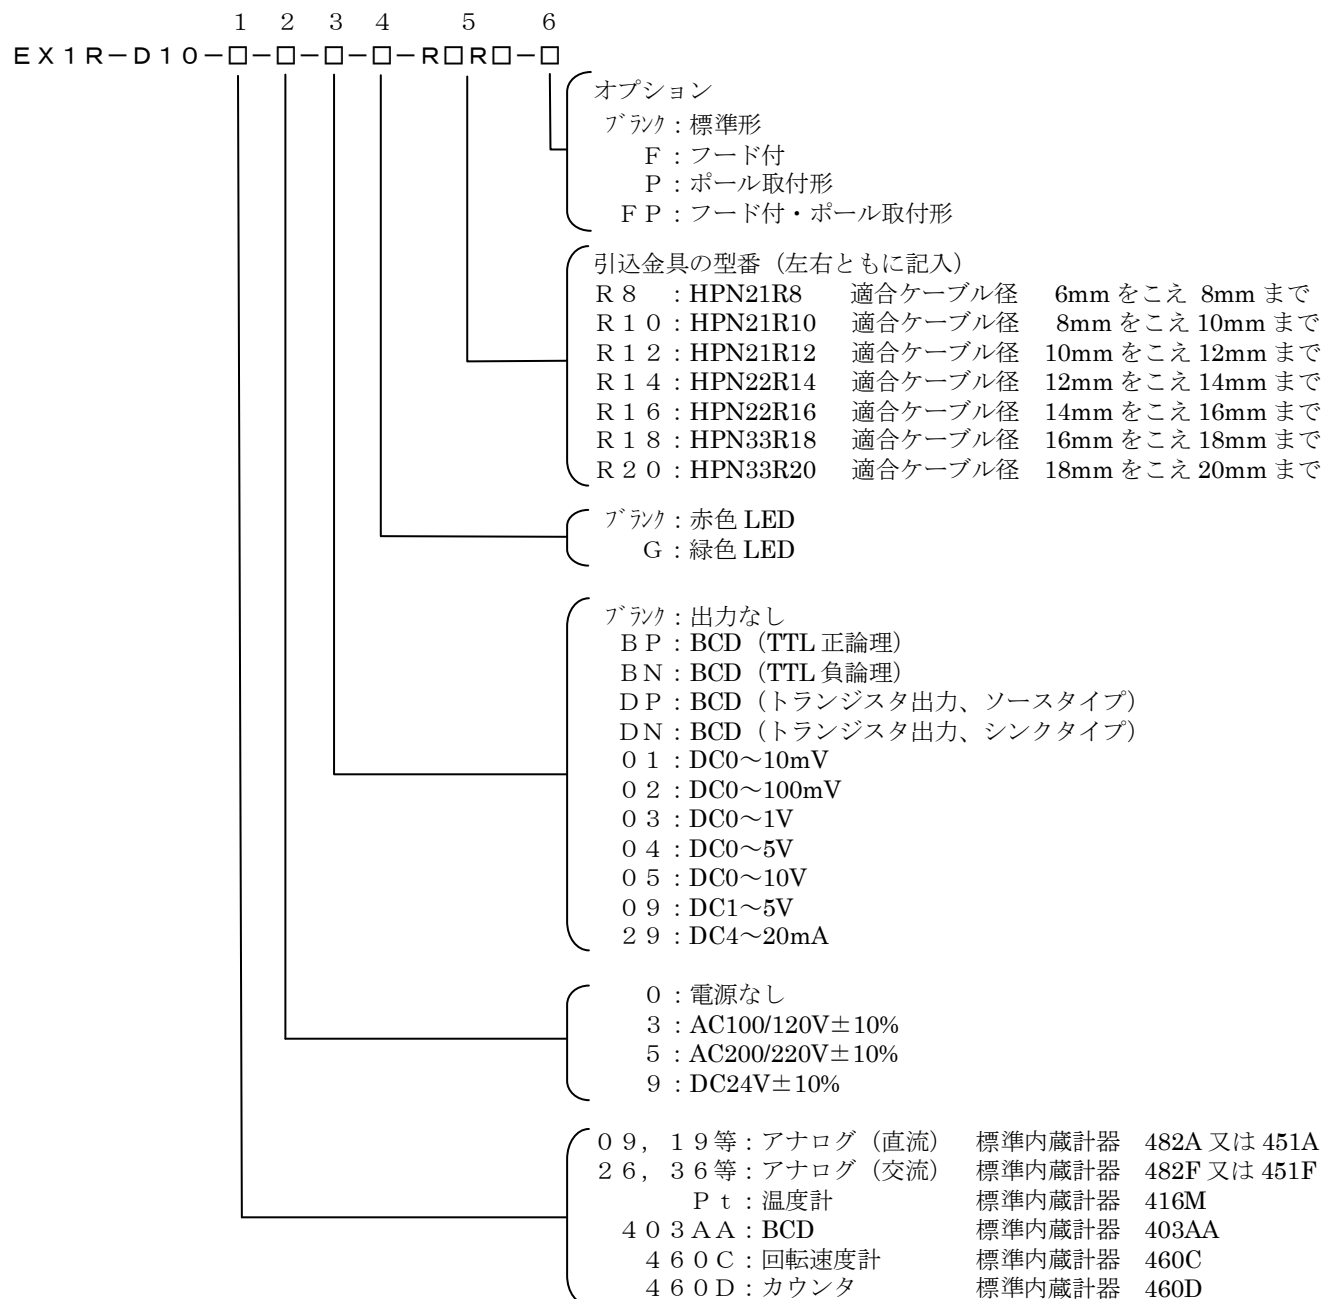 1 2 3 4 5 6
ＥＸ１Ｒ－Ｄ１０－□－□－□－□－Ｒ□Ｒ□－□
オプション
ﾌﾞﾗﾝｸ：標準形
Ｆ：フード付
Ｐ：ポール取付形
ＦＰ：フード付・ポール取付形
引込金具の型番（左右ともに記入）
Ｒ８：HPN21R8 適合ケーブル径 6mm をこえ 8mm まで
Ｒ１０：HPN21R10 適合ケーブル径 8mm をこえ 10mm まで
Ｒ１２：HPN21R12 適合ケーブル径 10mm をこえ 12mm まで
Ｒ１４：HPN22R14 適合ケーブル径 12mm をこえ 14mm まで
Ｒ１６：HPN22R16 適合ケーブル径 14mm をこえ 16mm まで
Ｒ１８：HPN33R18 適合ケーブル径 16mm をこえ 18mm まで
Ｒ２０：HPN33R20 適合ケーブル径 18mm をこえ 20mm まで
ﾌﾞﾗﾝｸ：赤色 LED
Ｇ：緑色 LED
ﾌﾞﾗﾝｸ：出力なし
ＢＰ：BCD（TTL 正論理）
ＢＮ：BCD（TTL 負論理）
ＤＰ：BCD（トランジスタ出力、ソースタイプ）
ＤＮ：BCD（トランジスタ出力、シンクタイプ）
０１：DC0～10mV
０２：DC0～100mV
０３：DC0～1V
０４：DC0～5V
０５：DC0～10V
０９：DC1～5V
２９：DC4～20mA
０：電源なし
３：AC100/120V±10%
５：AC200/220V±10%
９：DC24V±10%
０９，１９等：アナログ（直流） 標準内蔵計器 482A 又は 451A
２６，３６等：アナログ（交流） 標準内蔵計器 482F 又は 451F
Ｐｔ：温度計 標準内蔵計器 416M
４０３ＡＡ：BCD 標準内蔵計器 403AA
４６０Ｃ：回転速度計 標準内蔵計器 460C
４６０Ｄ：カウンタ 標準内蔵計器 460D